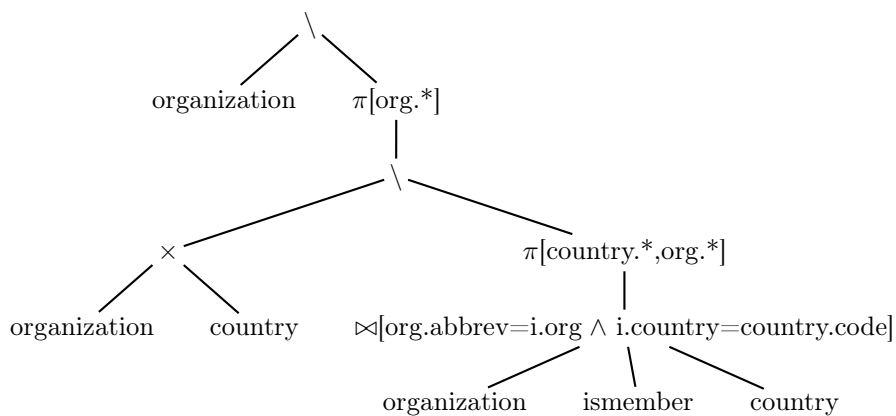 \
organization π[org.*]
\
× π[country.*,org.*]
organization country ⋈[org.abbrev=i.org ∧ i.country=country.code]
organization ismember country